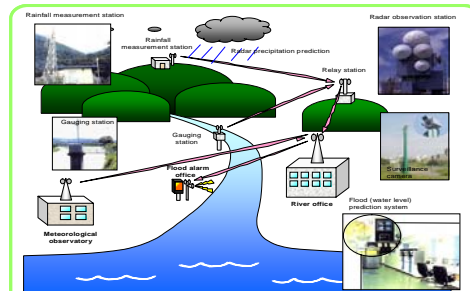 Rainfall measurement station
Rainfall
measurement station
Radar precipitation prediction
Radar observation station
Relay station
Gauging station
Gauging
station
Surveillance
camera
Flood alarm
office
River office
Meteorological
observatory
Flood (water level)
prediction system